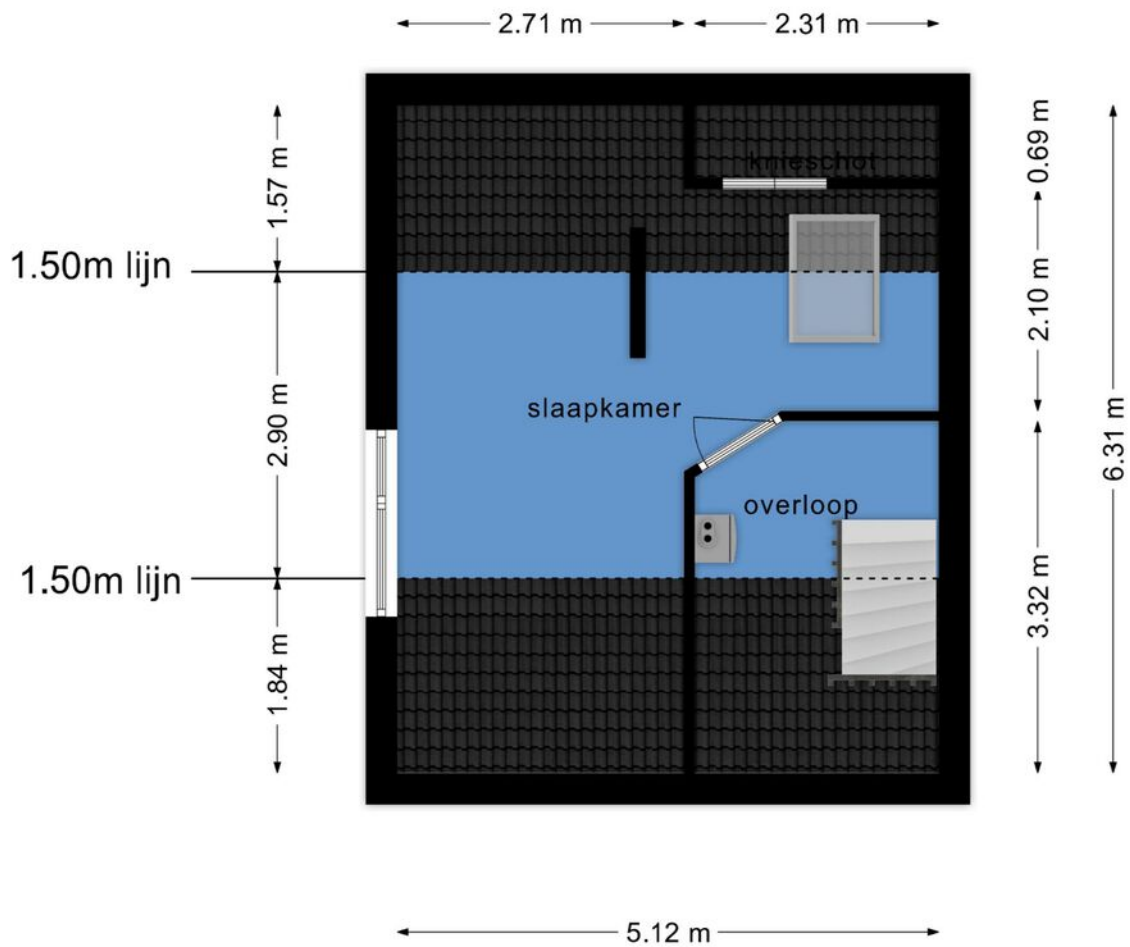 2.71 m
2.31 m
knieschot
0.69 m
1.57 m
1.50m lijn
2.10 m
2.90 m
slaapkamer
6.31 m
overloop
1.50m lijn
3.32 m
1.84 m
5.12 m